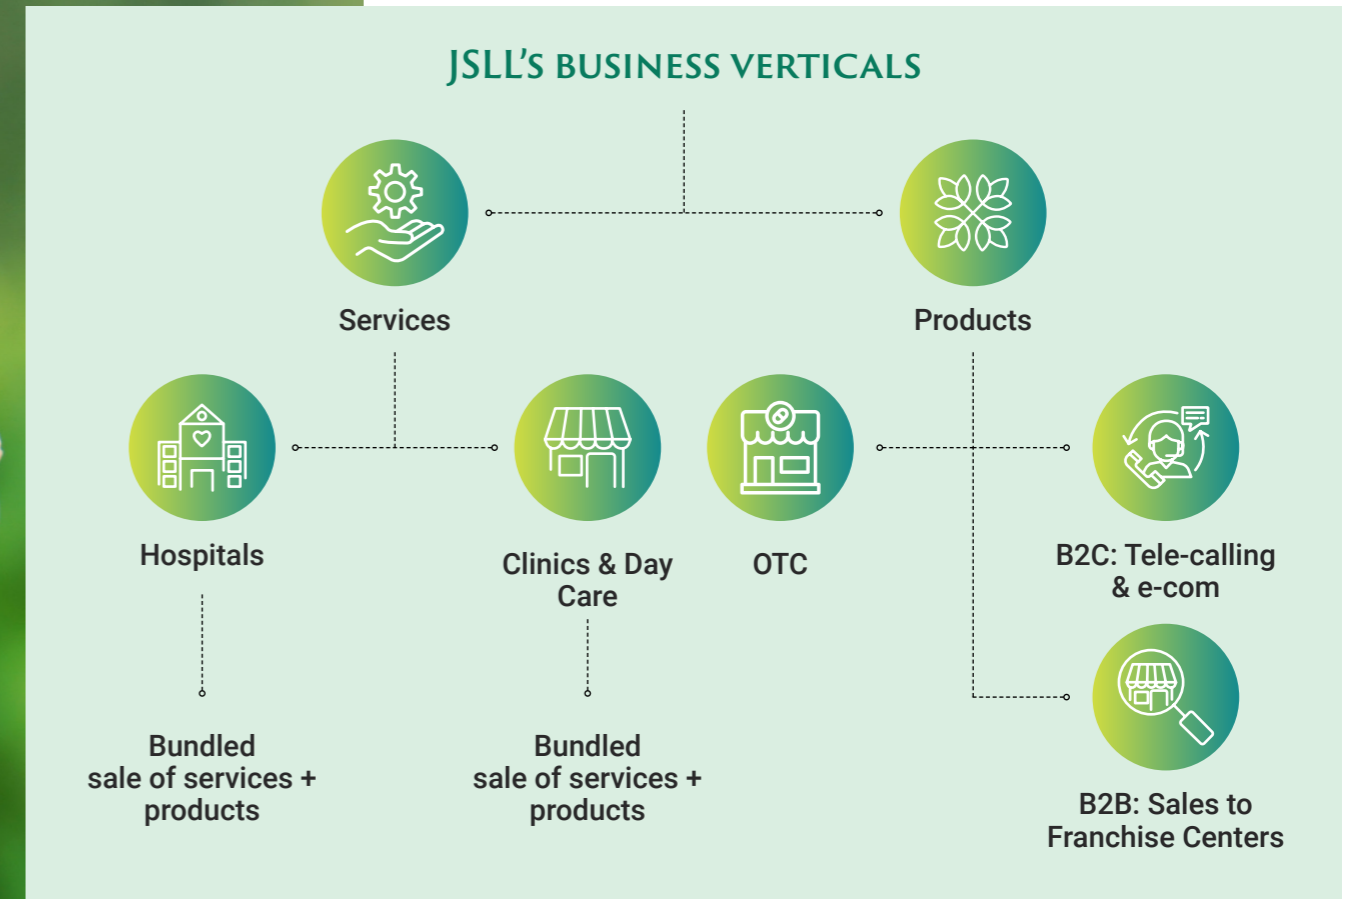 JSLL'S BUSINESS VERTICALS
Services
Products
Hospitals
Clinics & Day
Care
OTC
B2C: Tele-calling
& e-com
Bundled
sale of services +
products
Bundled
sale of services +
products
B2B: Sales to
Franchise Centers